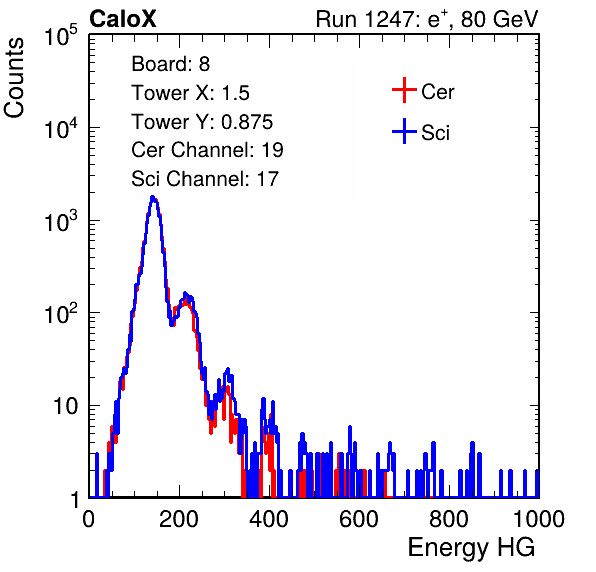 CaloX Run 1247: e⁺, 80 GeV
Counts
Board: 8
Tower X: 1.5
Tower Y: 0.875
Cer Channel: 19
Sci Channel: 17
Cer
Sci
10⁵
10⁴
10³
10²
10
1
0 200 400 600 800 1000
Energy HG